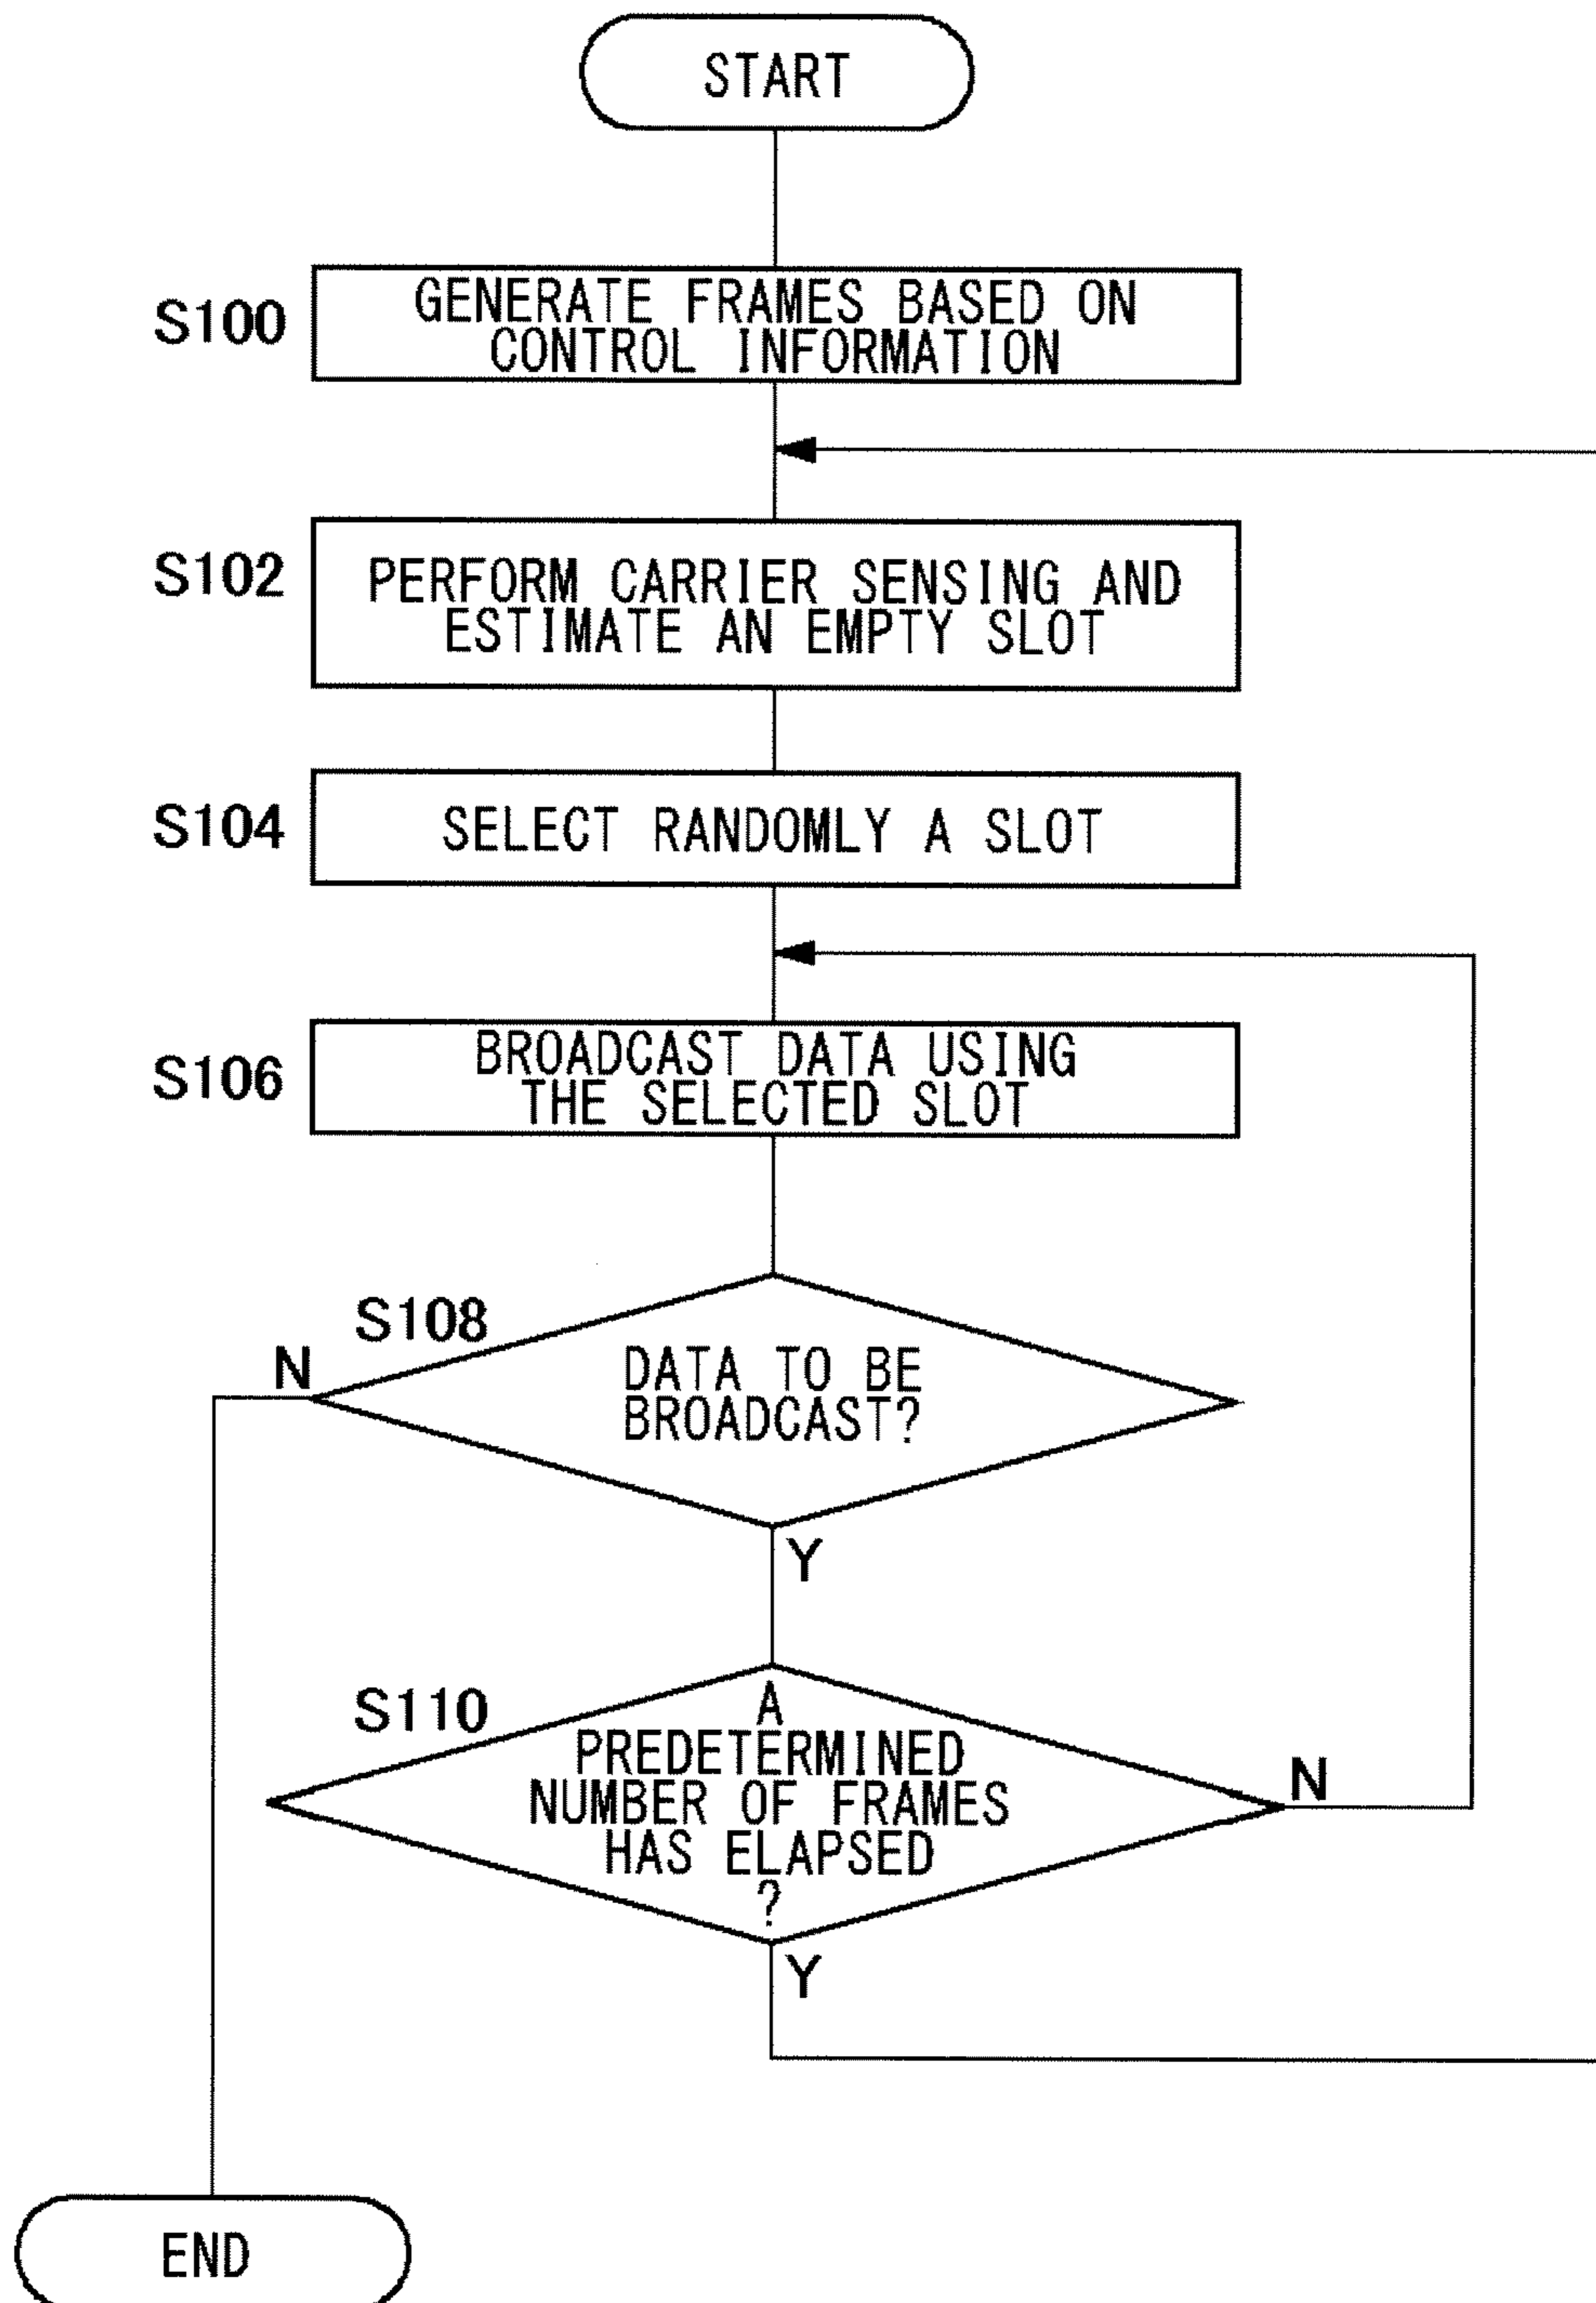 START
S100
GENERATE FRAMES BASED ON
CONTROL INFORMATION
S102
PERFORM CARRIER SENSING AND
ESTIMATE AN EMPTY SLOT
S104
SELECT RANDOMLY A SLOT
S106
BROADCAST DATA USING
THE SELECTED SLOT
S108
N
DATA TO BE
BROADCAST?
Y
S110
A
PREDETERMINED
NUMBER OF FRAMES
HAS ELAPSED
?
N
Y
END